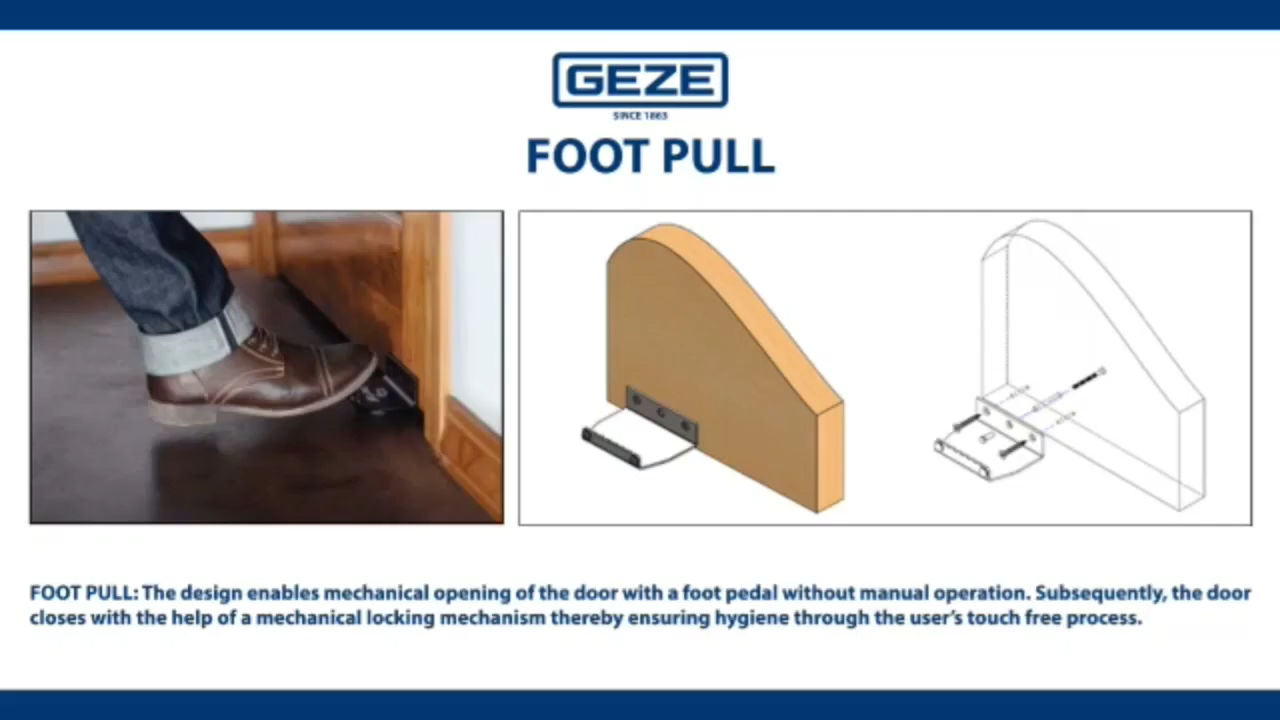 GEZE
SINCE 1863
FOOT PULL
FOOT PULL: The design enables mechanical opening of the door with a foot pedal without manual operation. Subsequently, the door
closes with the help of a mechanical locking mechanism thereby ensuring hygiene through the user's touch free process.